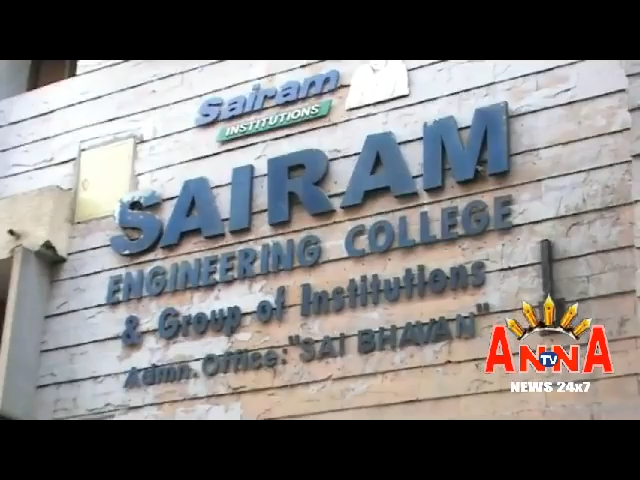 Sairam
INSTITUTIONS
SAIRAM
ENGINEERING COLLEGE
& Group of Institutions
Admn. Office: "SAI BHAVAN"
ANNA
TV
NEWS 24x7